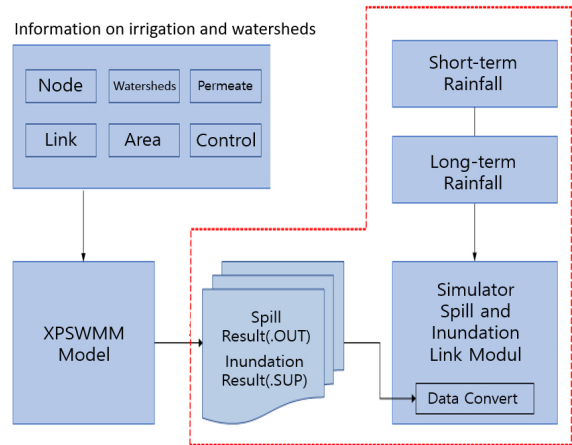 Information on irrigation and watersheds
Node
Watersheds
Permeate
Link
Area
Control
Short-term
Rainfall
Long-term
Rainfall
XPSWMM
Model
Spill
Result(.OUT)
Inundation
Result(.SUP)
Simulator
Spill and
Inundation
Link Modul
Data Convert